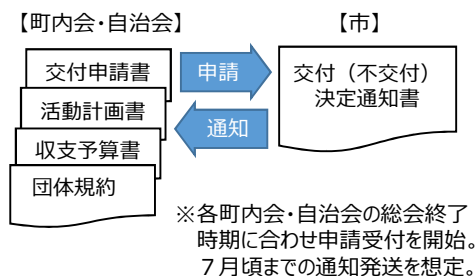 【町内会・自治会】
【市】
交付申請書
活動計画書
収支予算書
団体規約
申請
通知
交付（不交付）
決定通知書
※各町内会・自治会の総会終了
時期に合わせ申請受付を開始。
７月頃までの通知発送を想定。